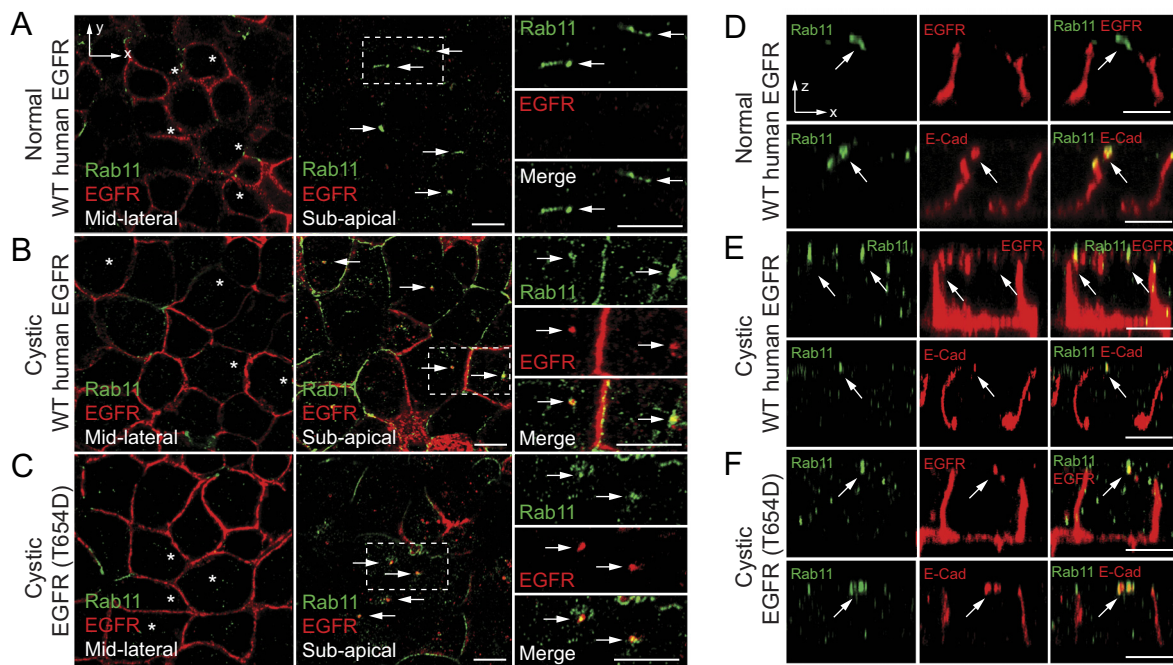 A
Normal
WT human EGFR
y
x
Rab11
EGFR
Mid-lateral
Rab11
EGFR
Sub-apical
Rab11
EGFR
Merge
B
Cystic
WT human EGFR
Rab11
EGFR
Mid-lateral
Rab11
EGFR
Sub-apical
Rab11
EGFR
Merge
C
Cystic
EGFR (T654D)
Rab11
EGFR
Mid-lateral
Rab11
EGFR
Sub-apical
Rab11
EGFR
Merge
D
Normal
WT human EGFR
Rab11
z
x
EGFR
Rab11 EGFR
Rab11
E-Cad
Rab11 E-Cad
E
Cystic
WT human EGFR
Rab11
EGFR
Rab11 EGFR
Rab11
E-Cad
Rab11 E-Cad
F
Cystic
EGFR (T654D)
Rab11
EGFR
Rab11
EGFR
Rab11
E-Cad
Rab11 E-Cad